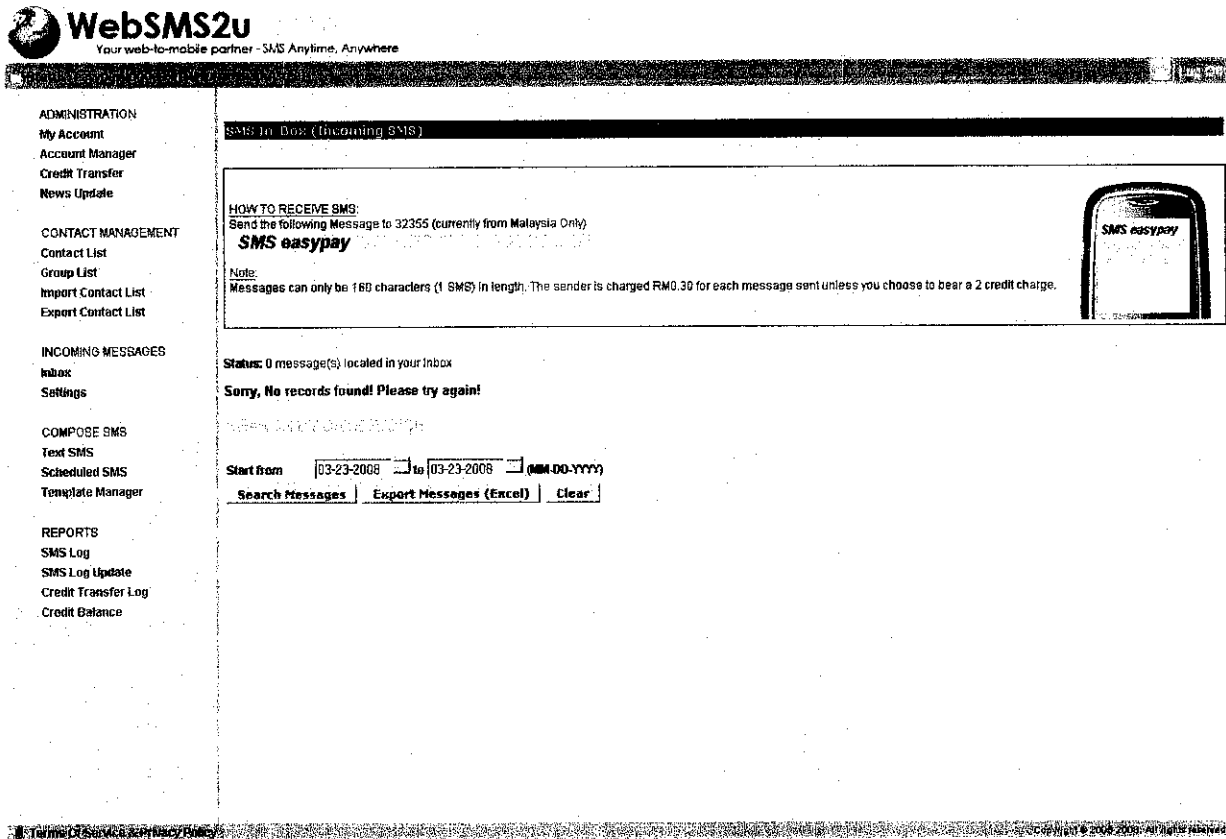 WebSMS2u
Your web-to-mobile partner - SMS Anytime, Anywhere
ADMINISTRATION
My Account
Account Manager
Credit Transfer
News Update
CONTACT MANAGEMENT
Contact List
Group List
Import Contact List
Export Contact List
INCOMING MESSAGES
Inbox
Settings
COMPOSE SMS
Text SMS
Scheduled SMS
Template Manager
REPORTS
SMS Log
SMS Log Update
Credit Transfer Log
Credit Balance
SMS In-Box (Incoming SMS)
HOW TO RECEIVE SMS:
Send the following Message to 32355 (currently from Malaysia Only)
SMS easypay
Note:
Messages can only be 160 characters (1 SMS) in length. The sender is charged RM0.30 for each message sent unless you choose to bear a 2 credit charge.
SMS easypay
Status: 0 message(s) located in your Inbox
Sorry, No records found! Please try again!
Start from 03-23-2008 to 03-23-2008 (MM-DD-YYYY)
Search Messages Export Messages (Excel) Clear
Terms Of Service & Privacy Policy
All rights reserved